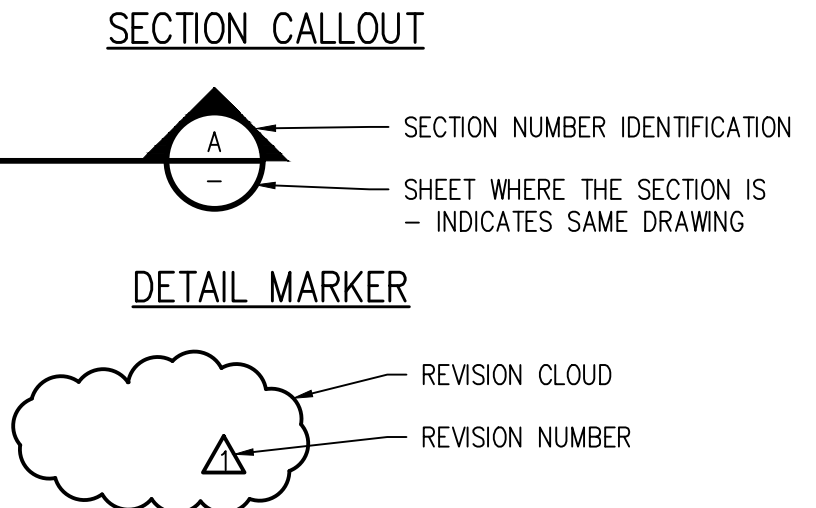 SECTION CALLOUT
A
SECTION NUMBER IDENTIFICATION
–
SHEET WHERE THE SECTION IS
– INDICATES SAME DRAWING
DETAIL MARKER
REVISION CLOUD
1
REVISION NUMBER